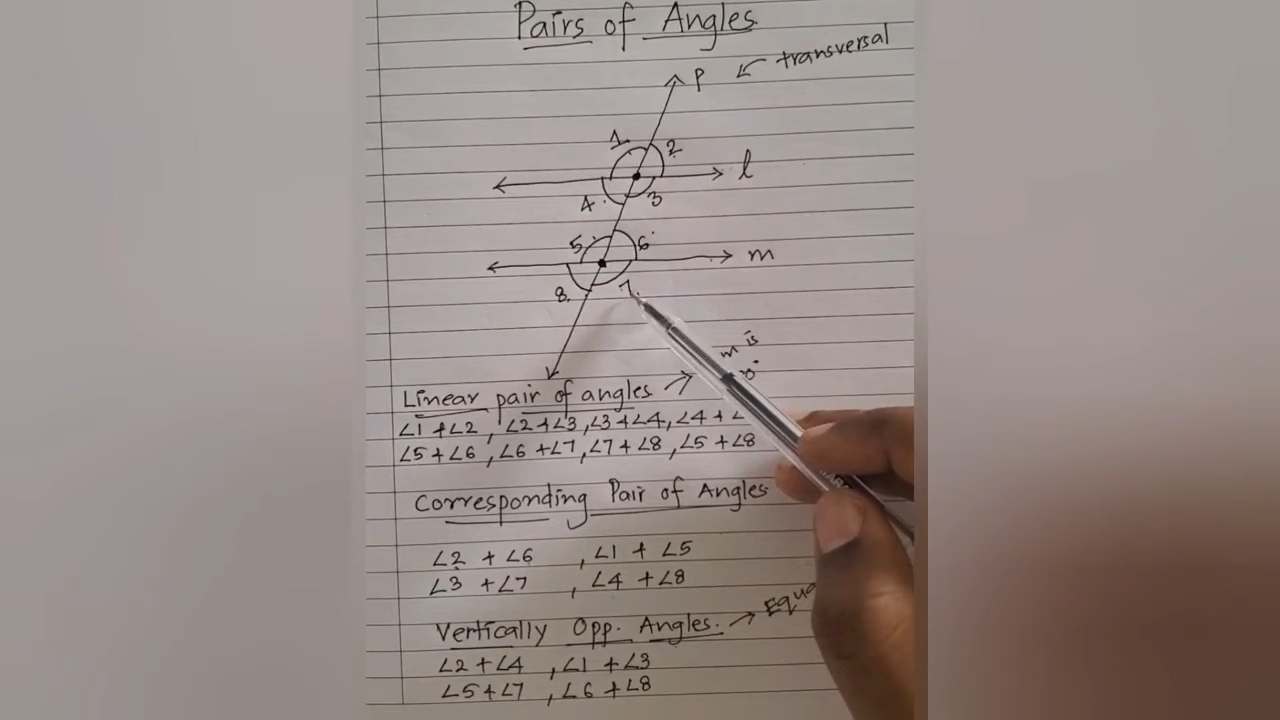 Pairs of Angles
transversal
p
1
2
l
4
3
5
6
m
8
7
m is
Linear pair of angles →
∠1 + ∠2 , ∠2 + ∠3 , ∠3 + ∠4 , ∠4 + ∠
∠5 + ∠6 , ∠6 + ∠7 , ∠7 + ∠8 , ∠5 + ∠8
Corresponding Pair of Angles
∠2 + ∠6 , ∠1 + ∠5
∠3 + ∠7 , ∠4 + ∠8
Vertically Opp. Angles. →
∠2 + ∠4 , ∠1 + ∠3
∠5 + ∠7 , ∠6 + ∠8